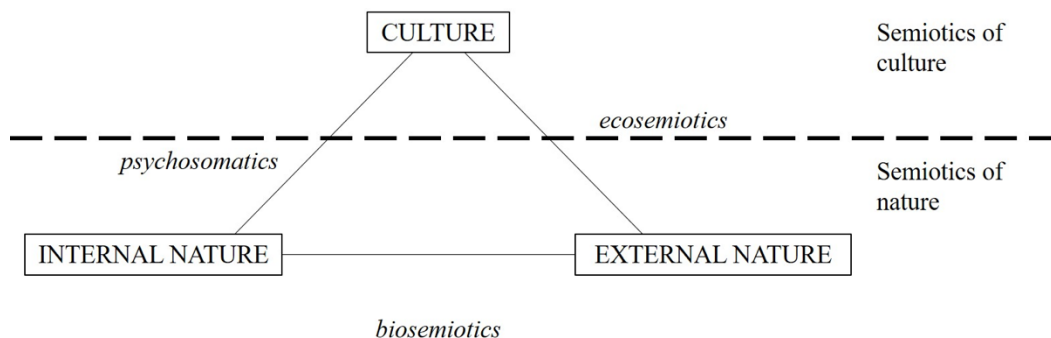 CULTURE
Semiotics of
culture
ecosemiotics
psychosomatics
Semiotics of
nature
INTERNAL NATURE
EXTERNAL NATURE
biosemiotics